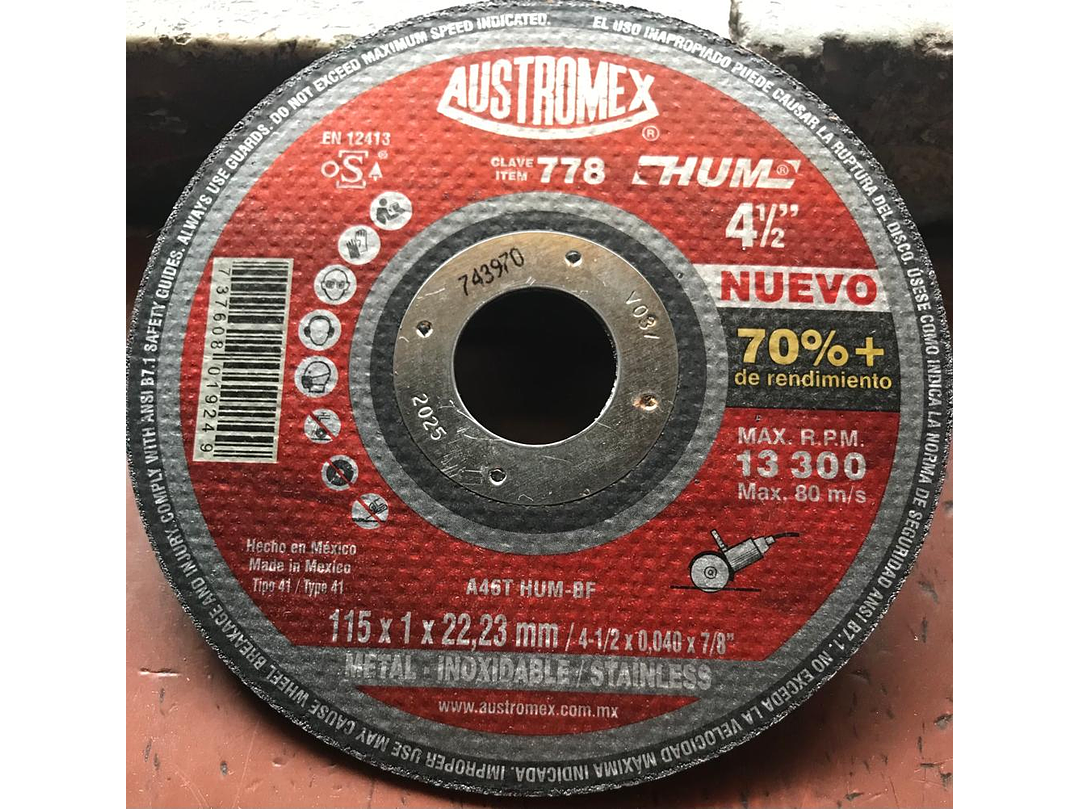 IMPROPER USE MAY CAUSE WHEEL BREAKAGE AND INJURY. COMPLY WITH ANSI B7.1 SAFETY GUIDES. ALWAYS USE GUARDS. DO NOT EXCEED MAXIMUM SPEED INDICATED.
EL USO INAPROPIADO PUEDE CAUSAR LA RUPTURA DEL DISCO. ÚSESE COMO INDICA LA NORMA DE SEGURIDAD ANSI B7.1. NO EXCEDA LA VELOCIDAD MÁXIMA INDICADA.
AUSTROMEX®
EN 12413
oSA®
CLAVE
ITEM 778 HUM®
4½"
NUEVO
70%+
de rendimiento
743970
V03/
2025
7 37608 01924 9
MAX. R.P.M.
13 300
Max. 80 m/s
Hecho en México
Made in Mexico
Tipo 41 / Type 41
A46T HUM-BF
115 x 1 x 22,23 mm / 4-1/2 x 0,040 x 7/8"
METAL - INOXIDABLE / STAINLESS
www.austromex.com.mx